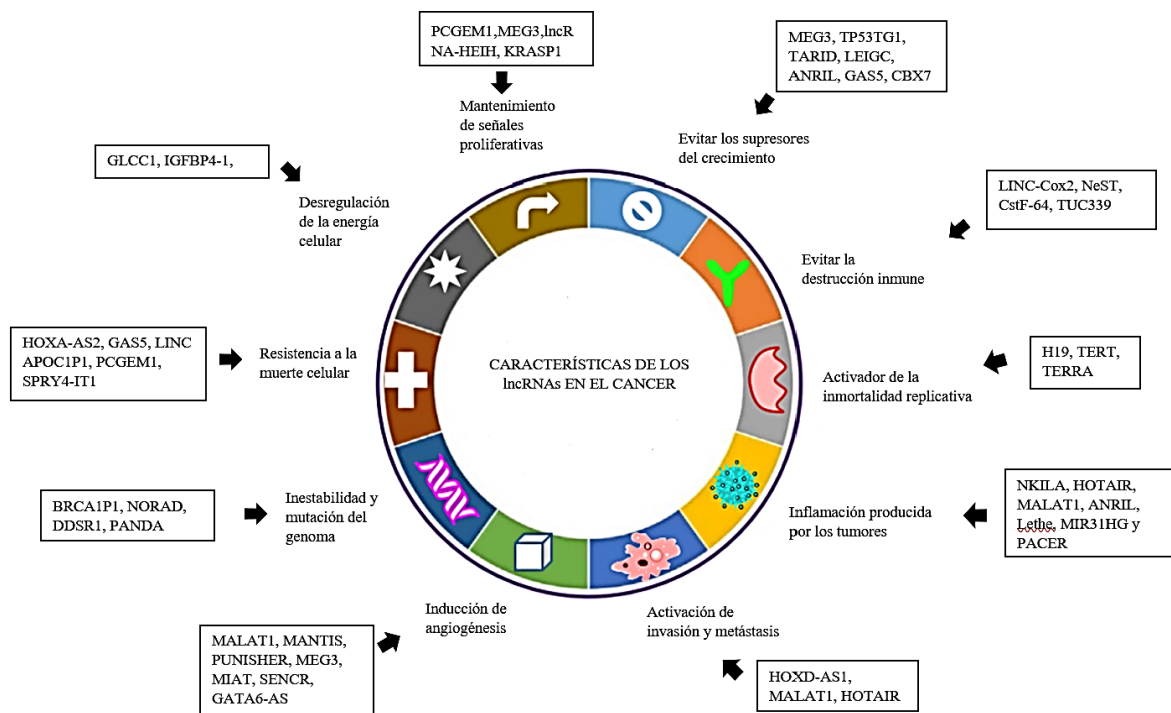 PCGEM1,MEG3,lncR
NA-HEIH, KRASP1
Mantenimiento
de señales
proliferativas
MEG3, TP53TG1,
TARID, LEIGC,
ANRIL, GAS5, CBX7
Evitar los supresores
del crecimiento
GLCC1, IGFBP4-1,
Desregulación
de la energía
celular
LINC-Cox2, NeST,
CstF-64, TUC339
Evitar la
destrucción inmune
HOXA-AS2, GAS5, LINC
APOC1P1, PCGEM1,
SPRY4-IT1
Resistencia a la
muerte celular
CARACTERÍSTICAS DE LOS
lncRNAs EN EL CANCER
H19, TERT,
TERRA
Activador de la
inmortalidad replicativa
BRCA1P1, NORAD,
DDSR1, PANDA
Inestabilidad y
mutación del
genoma
NKILA, HOTAIR,
MALAT1, ANRIL,
Lethe, MIR31HG y
PACER
Inflamación producida
por los tumores
Inducción de
angiogénesis
MALAT1, MANTIS,
PUNISHER, MEG3,
MIAT, SENCR,
GATA6-AS
Activación de
invasión y metástasis
HOXD-AS1,
MALAT1, HOTAIR